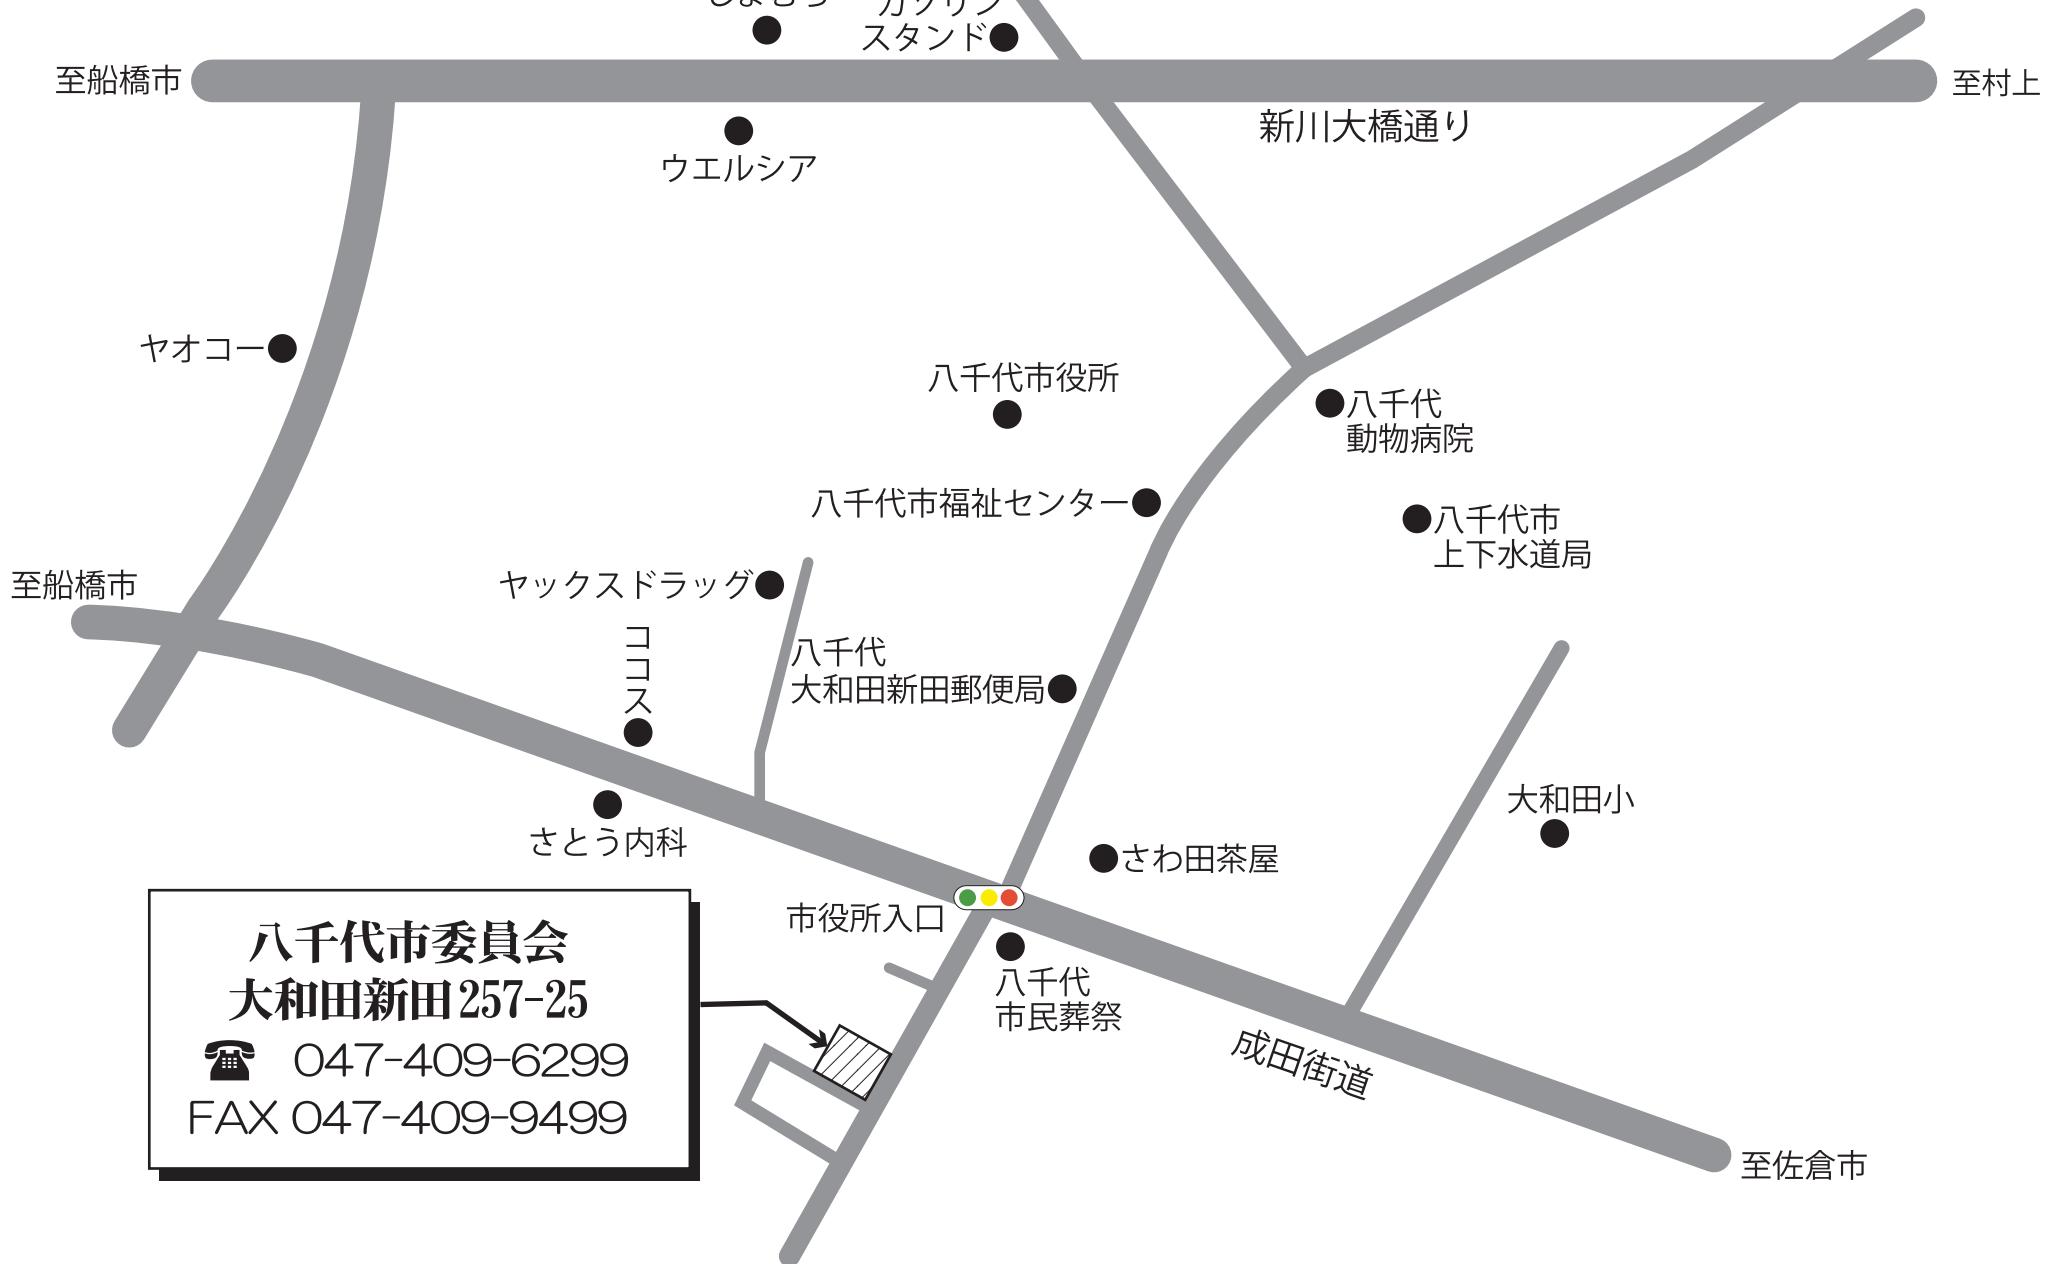 ガソリン
スタンド
至船橋市
至村上
新川大橋通り
ウエルシア
ヤオコー
八千代市役所
八千代
動物病院
八千代市福祉センター
八千代市
上下水道局
至船橋市
ヤックスドラッグ
ココス
八千代
大和田新田郵便局
大和田小
さとう内科
さわ田茶屋
市役所入口
八千代
市民葬祭
成田街道
至佐倉市
八千代市委員会
大和田新田257-25
☎ 047-409-6299
FAX 047-409-9499